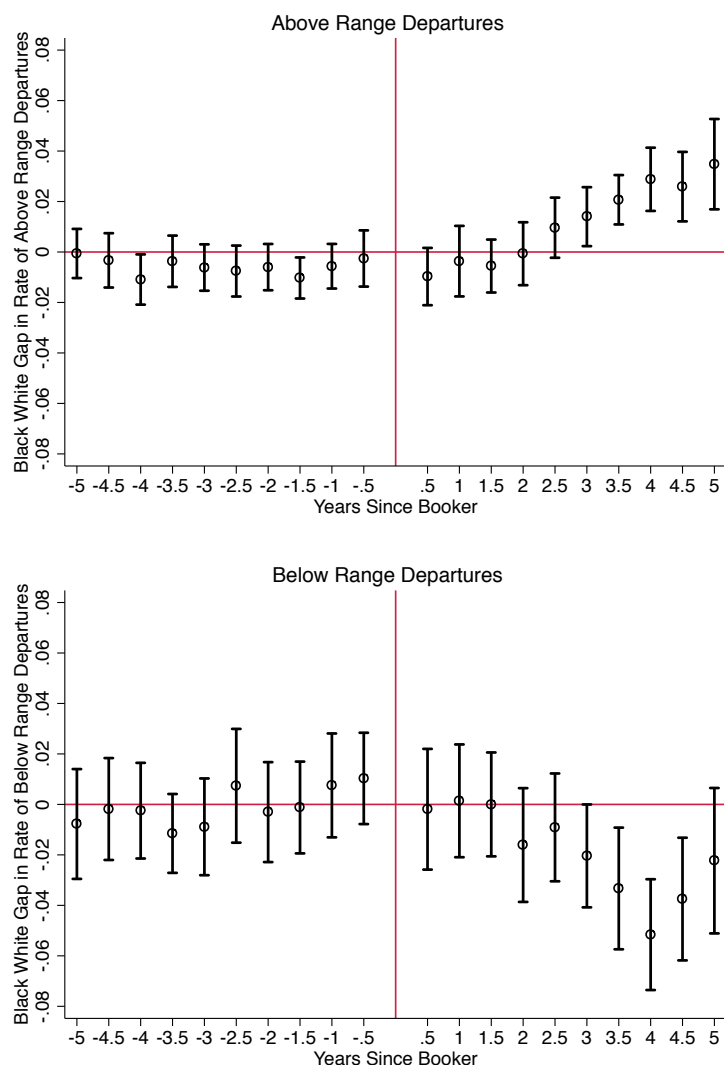 Above Range Departures
Black White Gap in Rate of Above Range Departures
.08
.06
.04
.02
0
-.02
-.04
-.06
-.08
-5 -4.5 -4 -3.5 -3 -2.5 -2 -1.5 -1 -.5 .5 1 1.5 2 2.5 3 3.5 4 4.5 5
Years Since Booker
Below Range Departures
Black White Gap in Rate of Below Range Departures
.08
.06
.04
.02
0
-.02
-.04
-.06
-.08
-5 -4.5 -4 -3.5 -3 -2.5 -2 -1.5 -1 -.5 .5 1 1.5 2 2.5 3 3.5 4 4.5 5
Years Since Booker